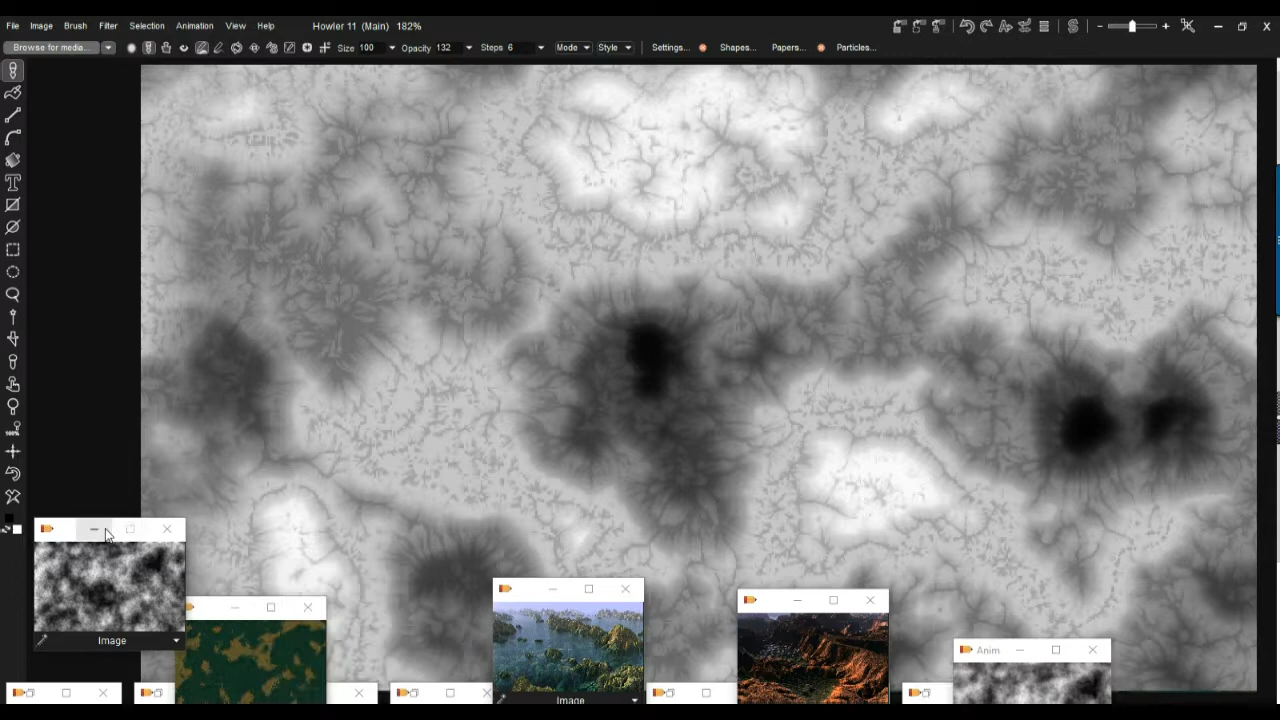 File Image Brush Filter Selection Animation View Help Howler 11 (Main) 182%
Browse for media... Size 100 Opacity 132 Steps 6 Mode Style Settings... Shapes... Papers... Particles...
Image
Image
Anim